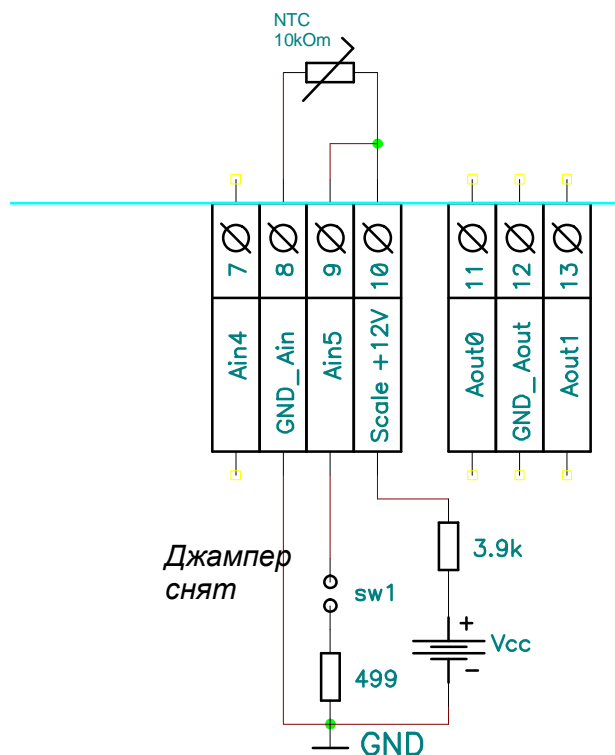 NTC
10kOm
7
8
9
10
11
12
13
Ain4
GND_Ain
Ain5
Scale +12V
Aout0
GND_Aout
Aout1
Джампер
снят
sw1
3.9k
+
Vcc
-
499
GND